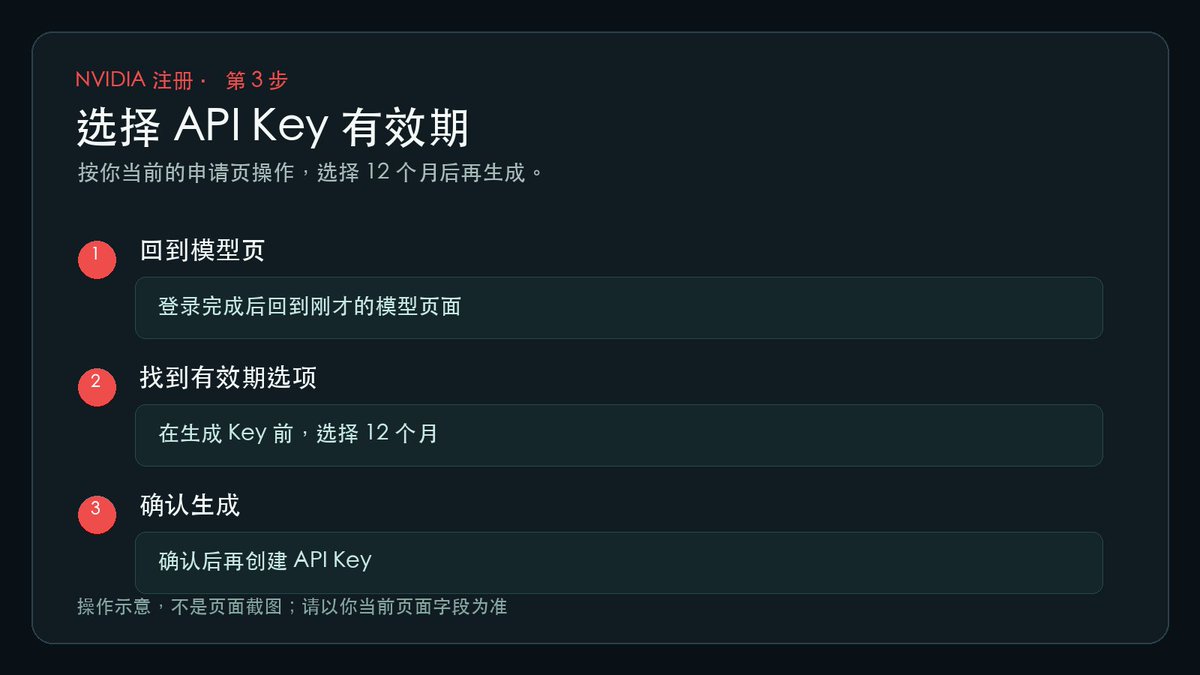 NVIDIA 注册 · 第 3 步
选择 API Key 有效期
按你当前的申请页操作，选择 12 个月后再生成。
1
回到模型页
登录完成后回到刚才的模型页面
2
找到有效期选项
在生成 Key 前，选择 12 个月
3
确认生成
确认后再创建 API Key
操作示意，不是页面截图；请以你当前页面字段为准